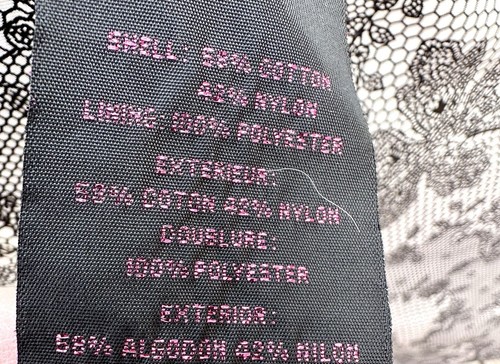 SHELL: 58% COTTON
42% NYLON
LINING: 100% POLYESTER
EXTERIEUR:
58% COTON 42% NYLON
DOUBLURE:
100% POLYESTER
EXTERIOR:
58% ALGODON 42% NILON